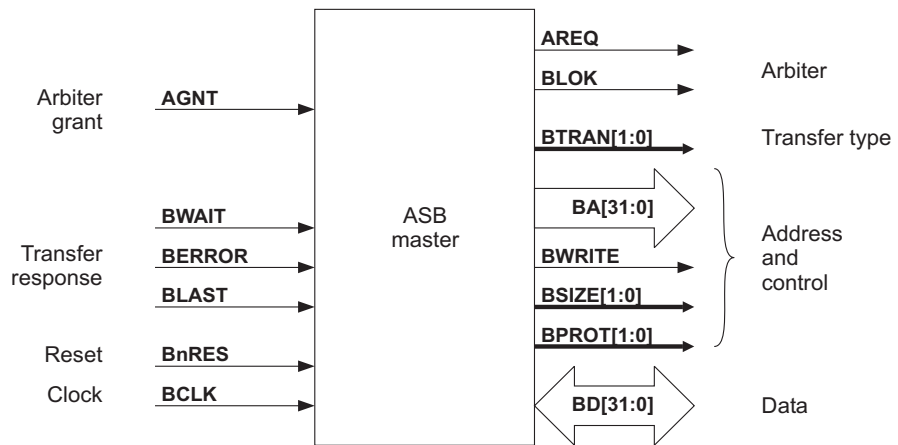 Arbiter
grant
AGNT
BWAIT
Transfer
response
BERROR
BLAST
Reset
BnRES
Clock
BCLK
ASB
master
AREQ
BLOK
Arbiter
BTRAN[1:0]
Transfer type
BA[31:0]
BWRITE
BSIZE[1:0]
BPROT[1:0]
Address
and
control
BD[31:0]
Data